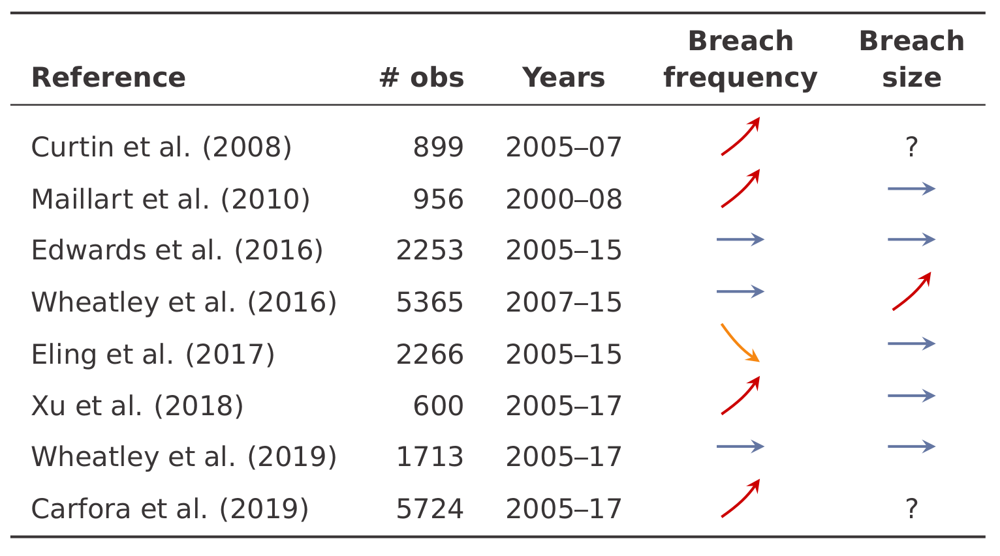 Reference # obs Years Breach frequency Breach size
Curtin et al. (2008) 899 2005–07 ?
Maillart et al. (2010) 956 2000–08
Edwards et al. (2016) 2253 2005–15
Wheatley et al. (2016) 5365 2007–15
Eling et al. (2017) 2266 2005–15
Xu et al. (2018) 600 2005–17
Wheatley et al. (2019) 1713 2005–17
Carfora et al. (2019) 5724 2005–17 ?